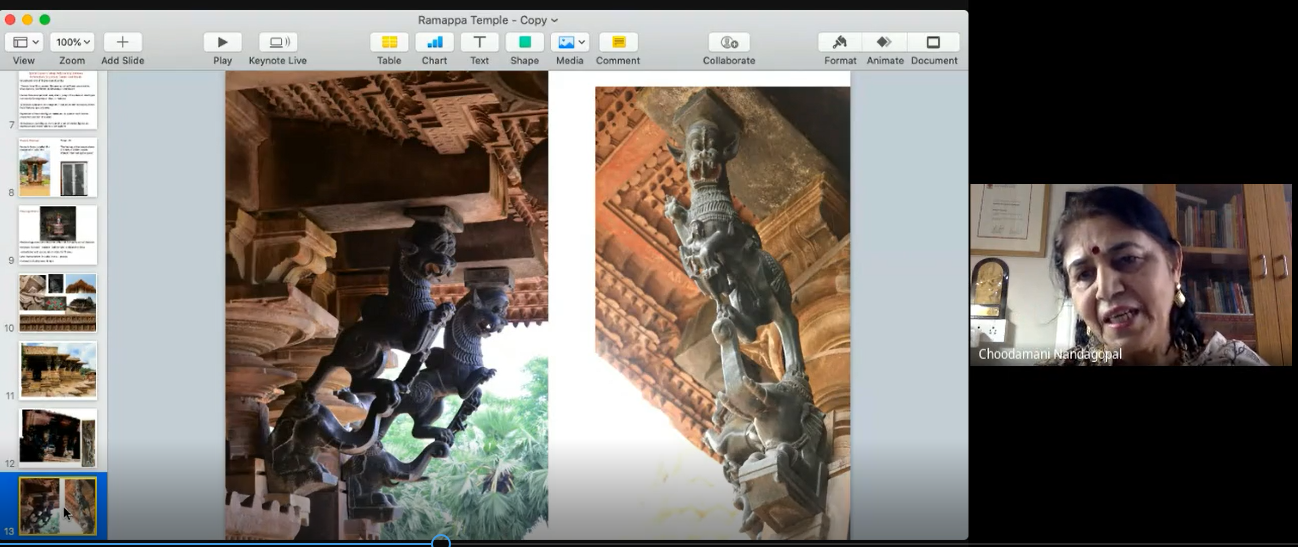 Ramappa Temple - Copy
100%
View
Zoom
Add Slide
Play
Keynote Live
Table
Chart
Text
Shape
Media
Comment
Collaborate
Format
Animate
Document
7
8
9
10
11
12
13
Choodamani Nandagopal